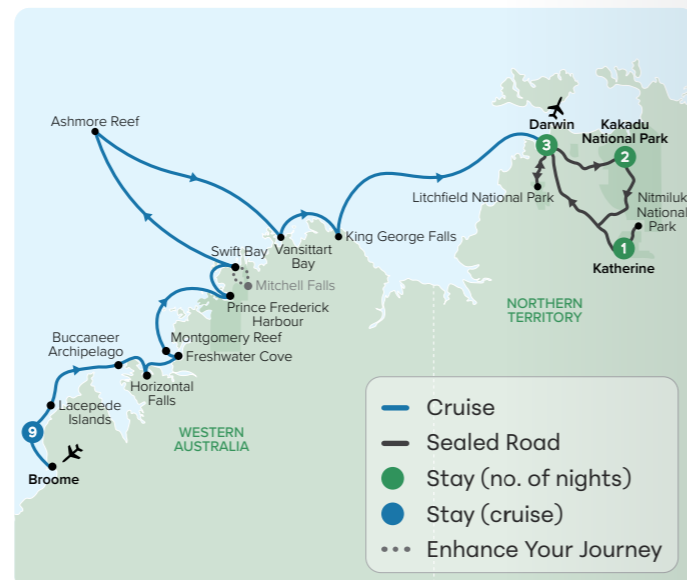 Ashmore Reef
Darwin
3
Kakadu
National Park
2
Litchfield National Park
Nitmiluk
National
Park
1
Katherine
King George Falls
Vansittart
Bay
Swift Bay
Mitchell Falls
Prince Frederick
Harbour
NORTHERN
TERRITORY
Buccaneer
Archipelago
Montgomery Reef
Freshwater Cove
Horizontal
Falls
Lacepede
Islands
WESTERN
AUSTRALIA
9
Broome
Cruise
Sealed Road
Stay (no. of nights)
Stay (cruise)
Enhance Your Journey